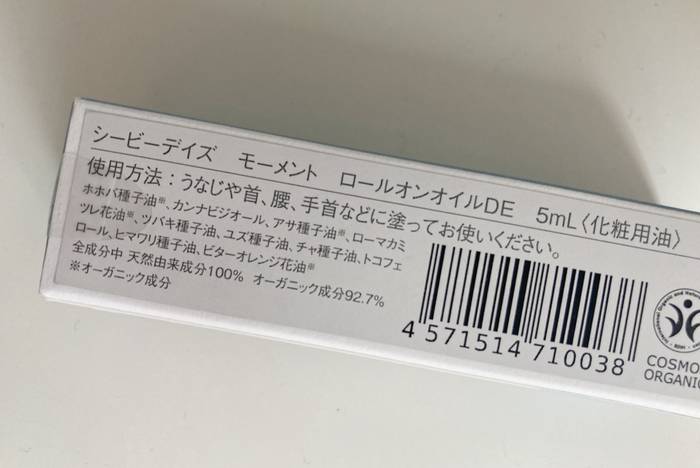 シービーデイズ　モーメント　ロールオンオイルDE　5mL〈化粧用油〉
使用方法：うなじや首、腰、手首などに塗ってお使いください。
ホホバ種子油※、カンナビジオール、アサ種子油※、ローマカミ
ツレ花油※、ツバキ種子油、ユズ種子油、チャ種子油、トコフェ
ロール、ヒマワリ種子油、ビターオレンジ花油※
全成分中 天然由来成分100%　オーガニック成分92.7%
※オーガニック成分
4 571514 710038
COSMO
ORGANIC